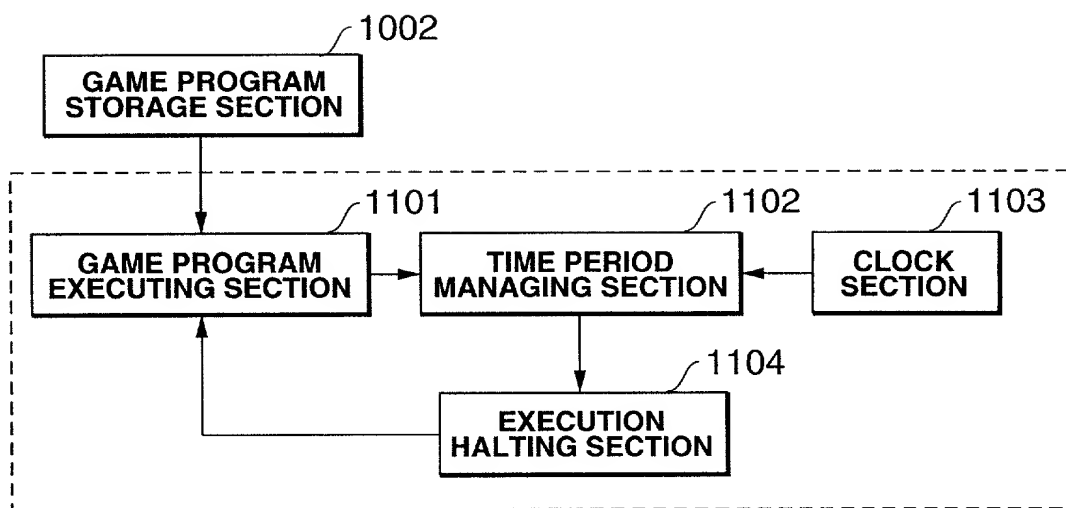 1002
GAME PROGRAM
STORAGE SECTION
1101
1102
1103
GAME PROGRAM
EXECUTING SECTION
TIME PERIOD
MANAGING SECTION
CLOCK
SECTION
1104
EXECUTION
HALTING SECTION